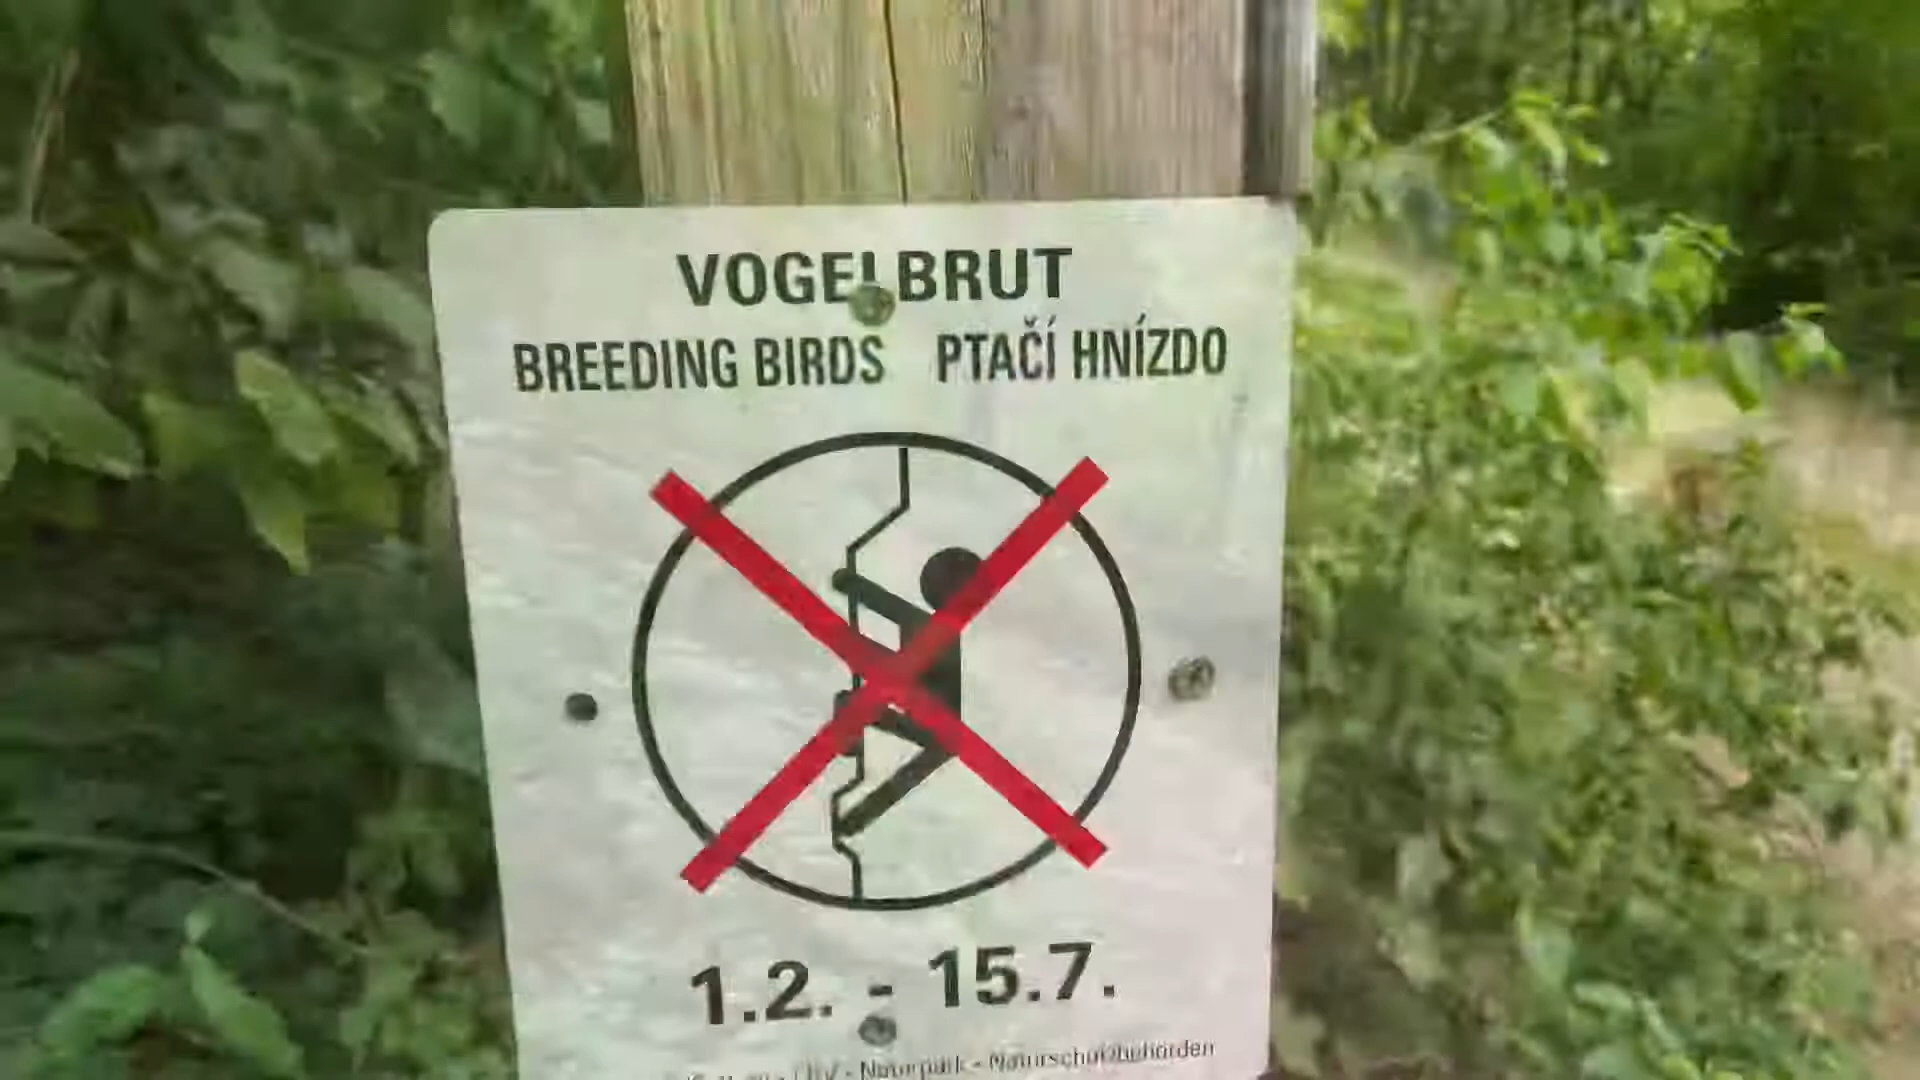 VOGELBRUT
BREEDING BIRDS PTAČÍ HNÍZDO
1.2. - 15.7.
- Naturpark - Naturschutzbehörden